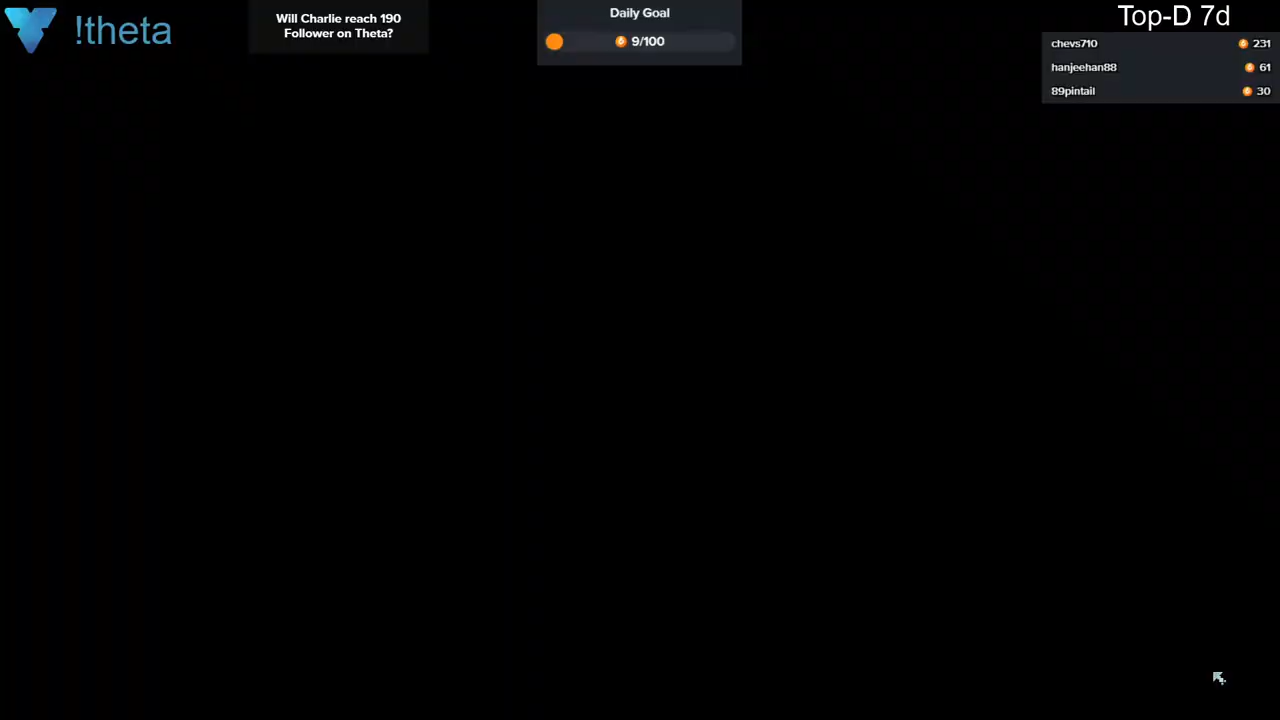 !theta
Will Charlie reach 190
Follower on Theta?
Daily Goal
9/100
Top-D 7d
chevs710 231
hanjeehan88 61
89pintail 30